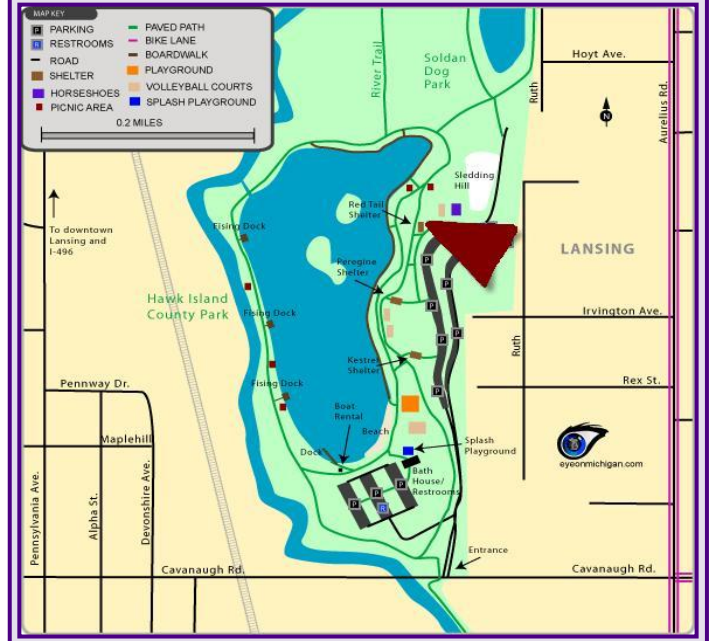 MAP KEY
P PARKING
R RESTROOMS
ROAD
SHELTER
HORSESHOES
PICNIC AREA
PAVED PATH
BIKE LANE
BOARDWALK
PLAYGROUND
VOLLEYBALL COURTS
SPLASH PLAYGROUND
0.2 MILES
River Trail
Soldan
Dog
Park
Hoyt Ave.
Ruth
Aurelius Rd.
N
Sledding
Hill
Red Tail
Shelter
To downtown
Lansing and
I-496
Fising Dock
LANSING
Peregine
Shelter
P
P
Hawk Island
County Park
Fising Dock
P
Irvington Ave.
P
P
Ruth
Kestrel
Shelter
Pennway Dr.
Fising Dock
P
Rex St.
Boat
Rental
Beach
Maplehill
Dock
Splash
Playground
eyeonmichigan.com
Bath
House/
Restrooms
P
P
P
R
Pennsylvania Ave.
Alpha St.
Devonshire Ave.
Entrance
Cavanaugh Rd.
Cavanaugh Rd.